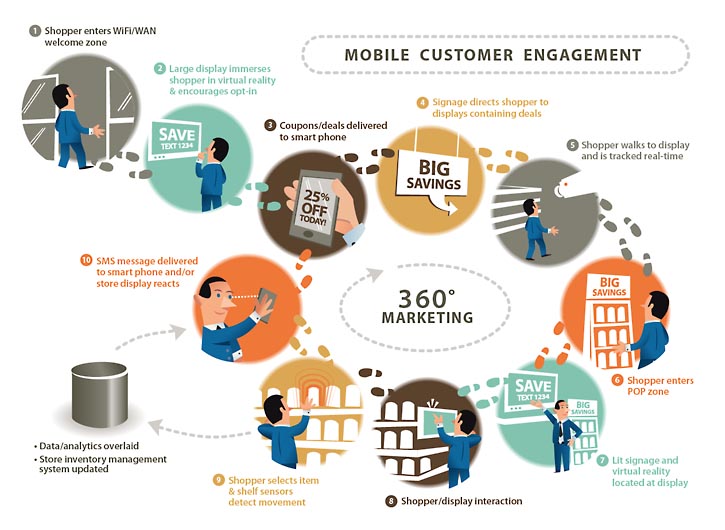 MOBILE CUSTOMER ENGAGEMENT
1 Shopper enters WiFi/WAN
welcome zone
2 Large display immerses
shopper in virtual reality
& encourages opt-in
SAVE
TEXT 1234
3 Coupons/deals delivered
to smart phone
25%
OFF
TODAY!
4 Signage directs shopper to
displays containing deals
BIG
SAVINGS
5 Shopper walks to display
and is tracked real-time
BIG
SAVINGS
6 Shopper enters
POP zone
SAVE
TEXT 1234
BIG
SAVINGS
7 Lit signage and
virtual reality
located at display
8 Shopper/display interaction
9 Shopper selects item
& shelf sensors
detect movement
10 SMS message delivered
to smart phone and/or
store display reacts
360°
MARKETING
• Data/analytics overlaid
• Store inventory management
system updated